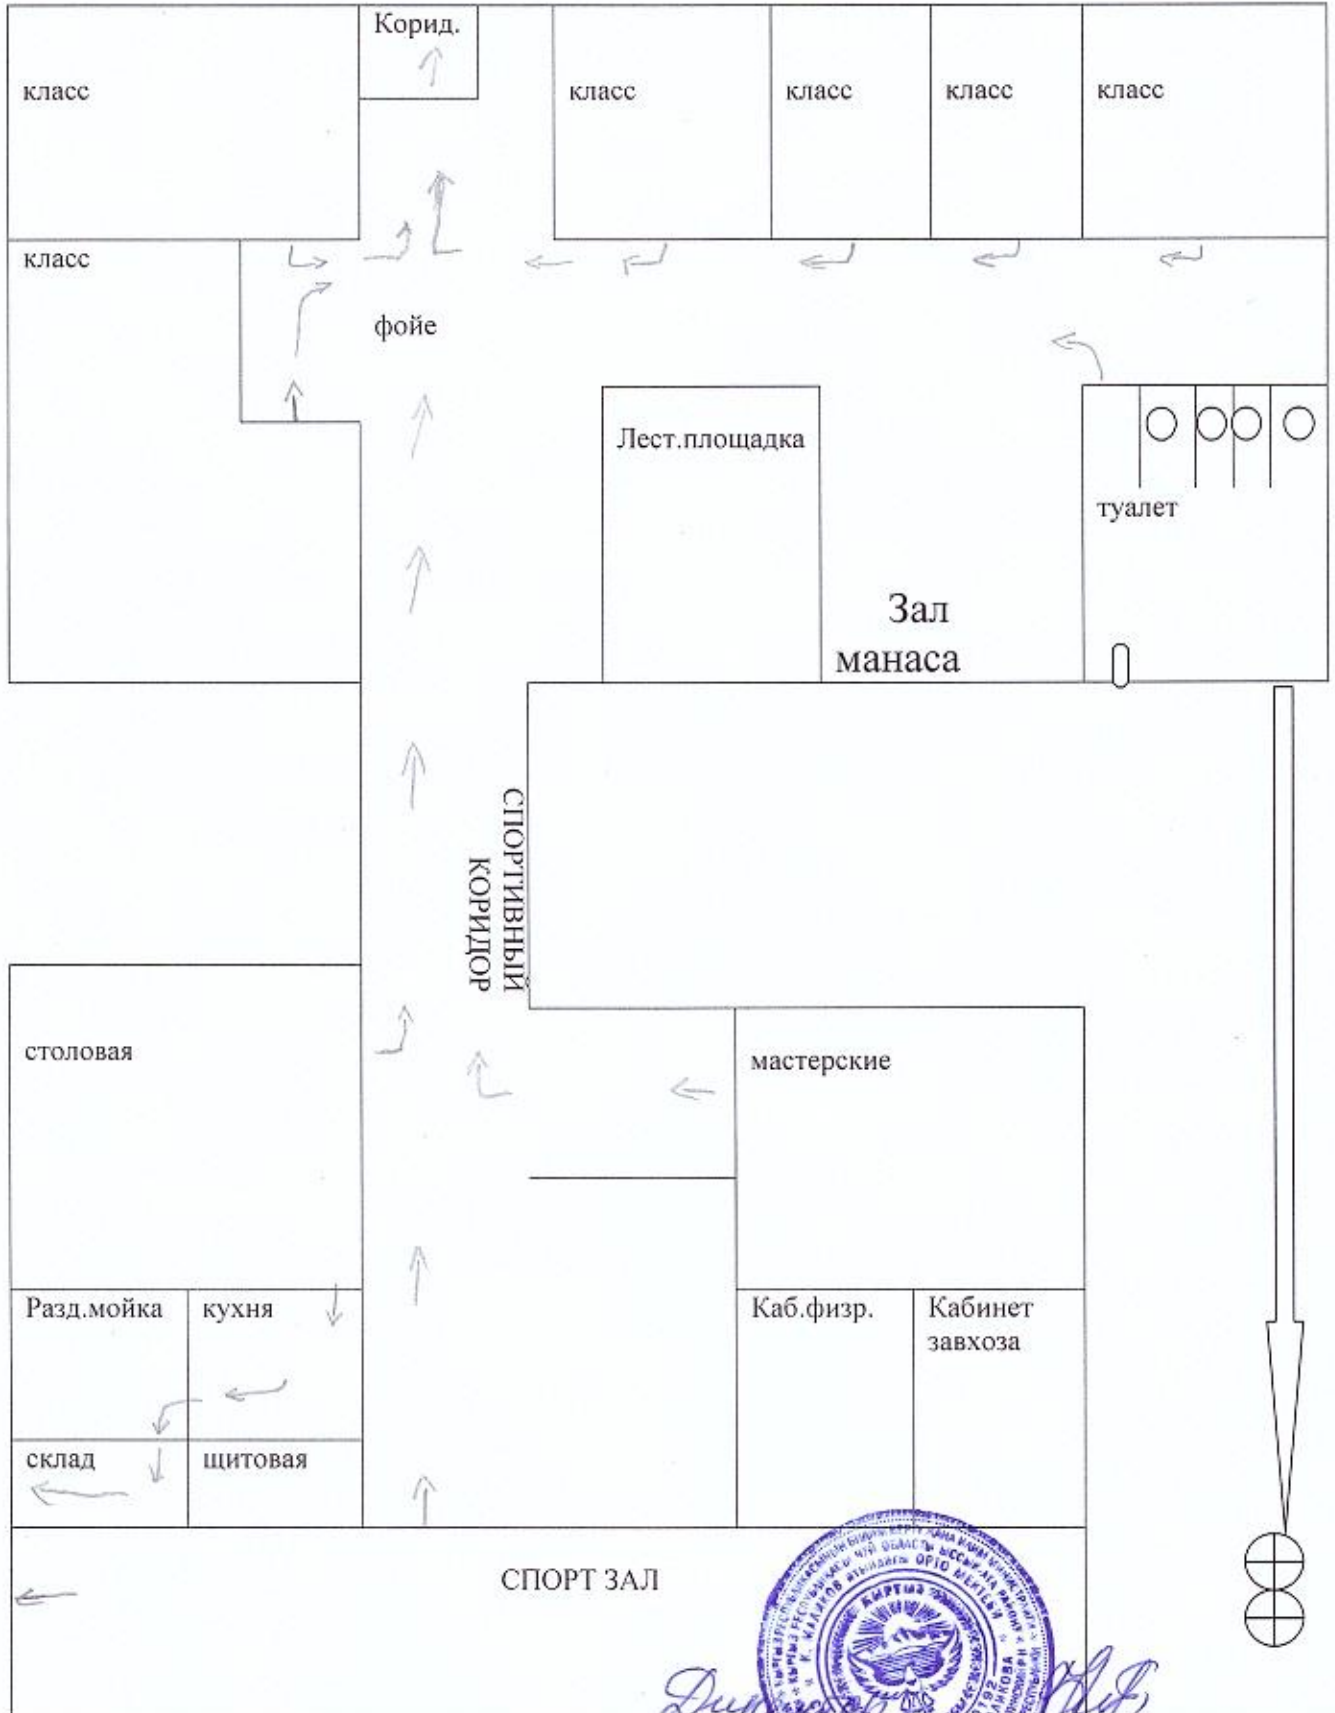 Корид.
класс
класс
класс
класс
класс
класс
фойе
Лест.площадка
туалет
Зал
манаса
СПОРТИВНЫЙ
КОРИДОР
столовая
мастерские
Разд.мойка
кухня
Каб.физр.
Кабинет
завхоза
склад
щитовая
СПОРТ ЗАЛ